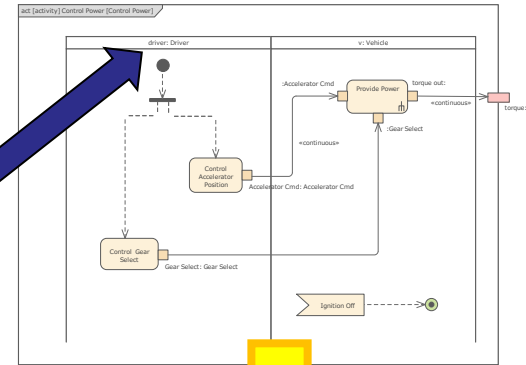 act [activity] Control Power [Control Power]
driver: Driver
v: Vehicle
:Accelerator Cmd
torque out:
Provide Power
«continuous»
torque:
:Gear Select
«continuous»
Control
Accelerator
Position
Accelerator Cmd: Accelerator Cmd
Control Gear
Select
Gear Select: Gear Select
Ignition Off